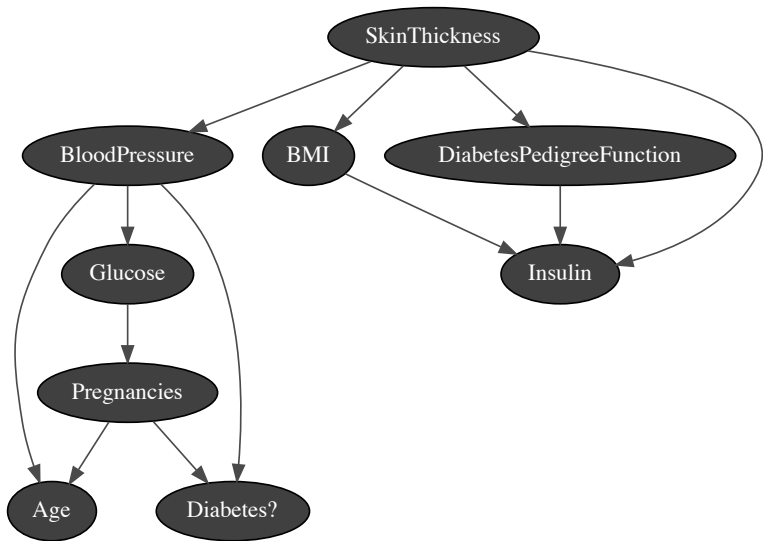 SkinThickness
BloodPressure
BMI
DiabetesPedigreeFunction
Glucose
Insulin
Pregnancies
Age
Diabetes?